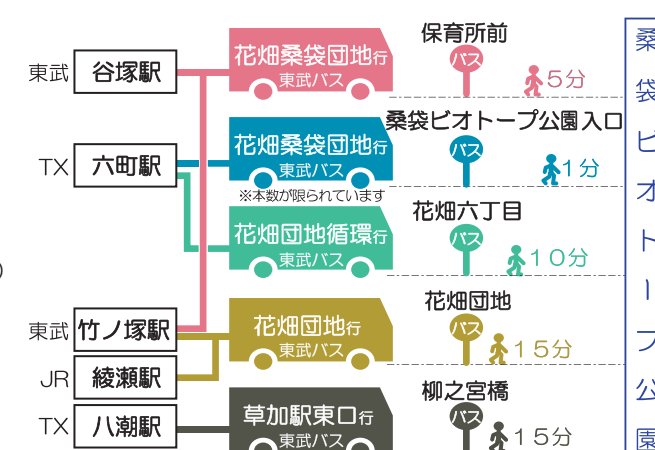 東武 谷塚駅
花畑桑袋団地行
東武バス
保育所前
バス
5分
TX 六町駅
花畑桑袋団地行
東武バス
※本数が限られています
桑袋ビオトープ公園入口
バス
1分
花畑団地循環行
東武バス
花畑六丁目
バス
10分
東武 竹ノ塚駅
JR 綾瀬駅
花畑団地行
東武バス
花畑団地
バス
15分
TX 八潮駅
草加駅東口行
東武バス
柳之宮橋
バス
15分
桑袋ビオトープ公園